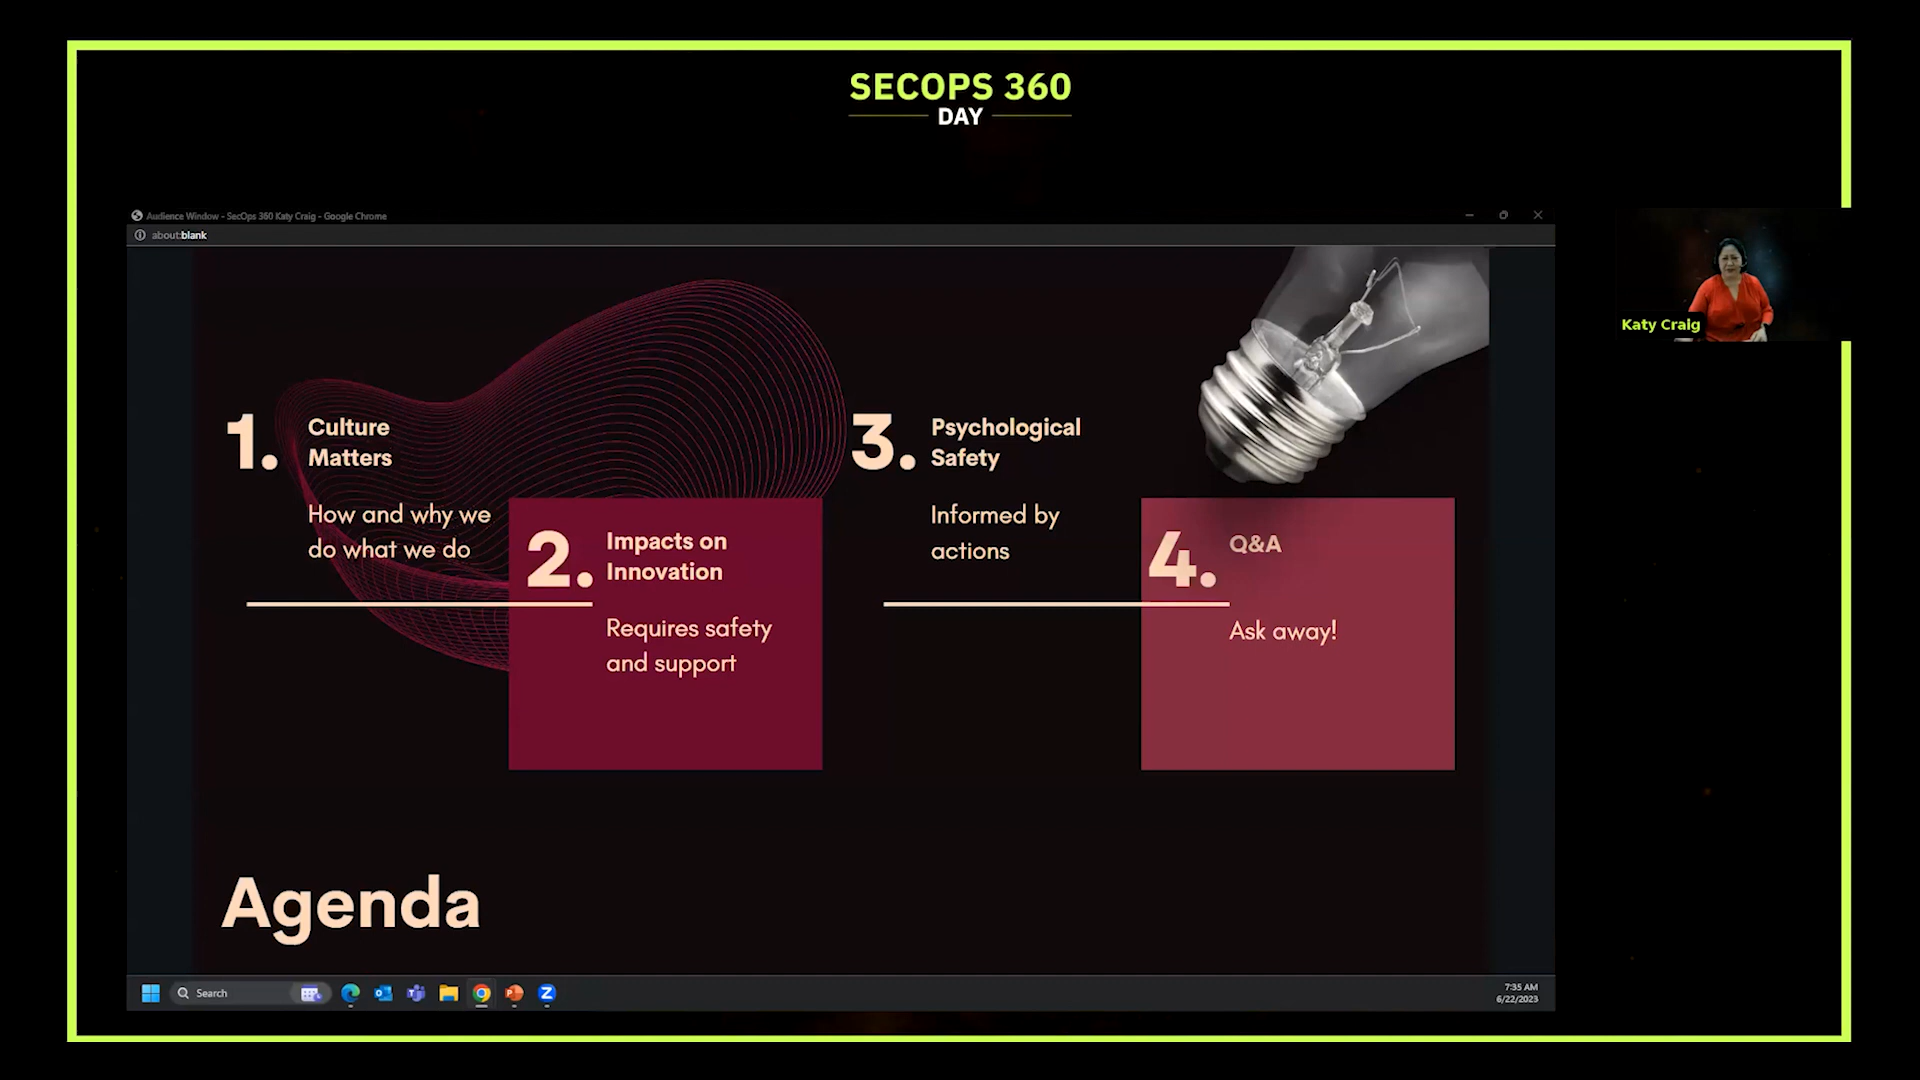 SECOPS 360
DAY
Audience Window - SecOps 360 Katy Craig - Google Chrome
about:blank
1.
Culture
Matters
How and why we
do what we do
2.
Impacts on
Innovation
Requires safety
and support
3.
Psychological
Safety
Informed by
actions
4.
Q&A
Ask away!
Agenda
Katy Craig
Search
7:35 AM
6/22/2023